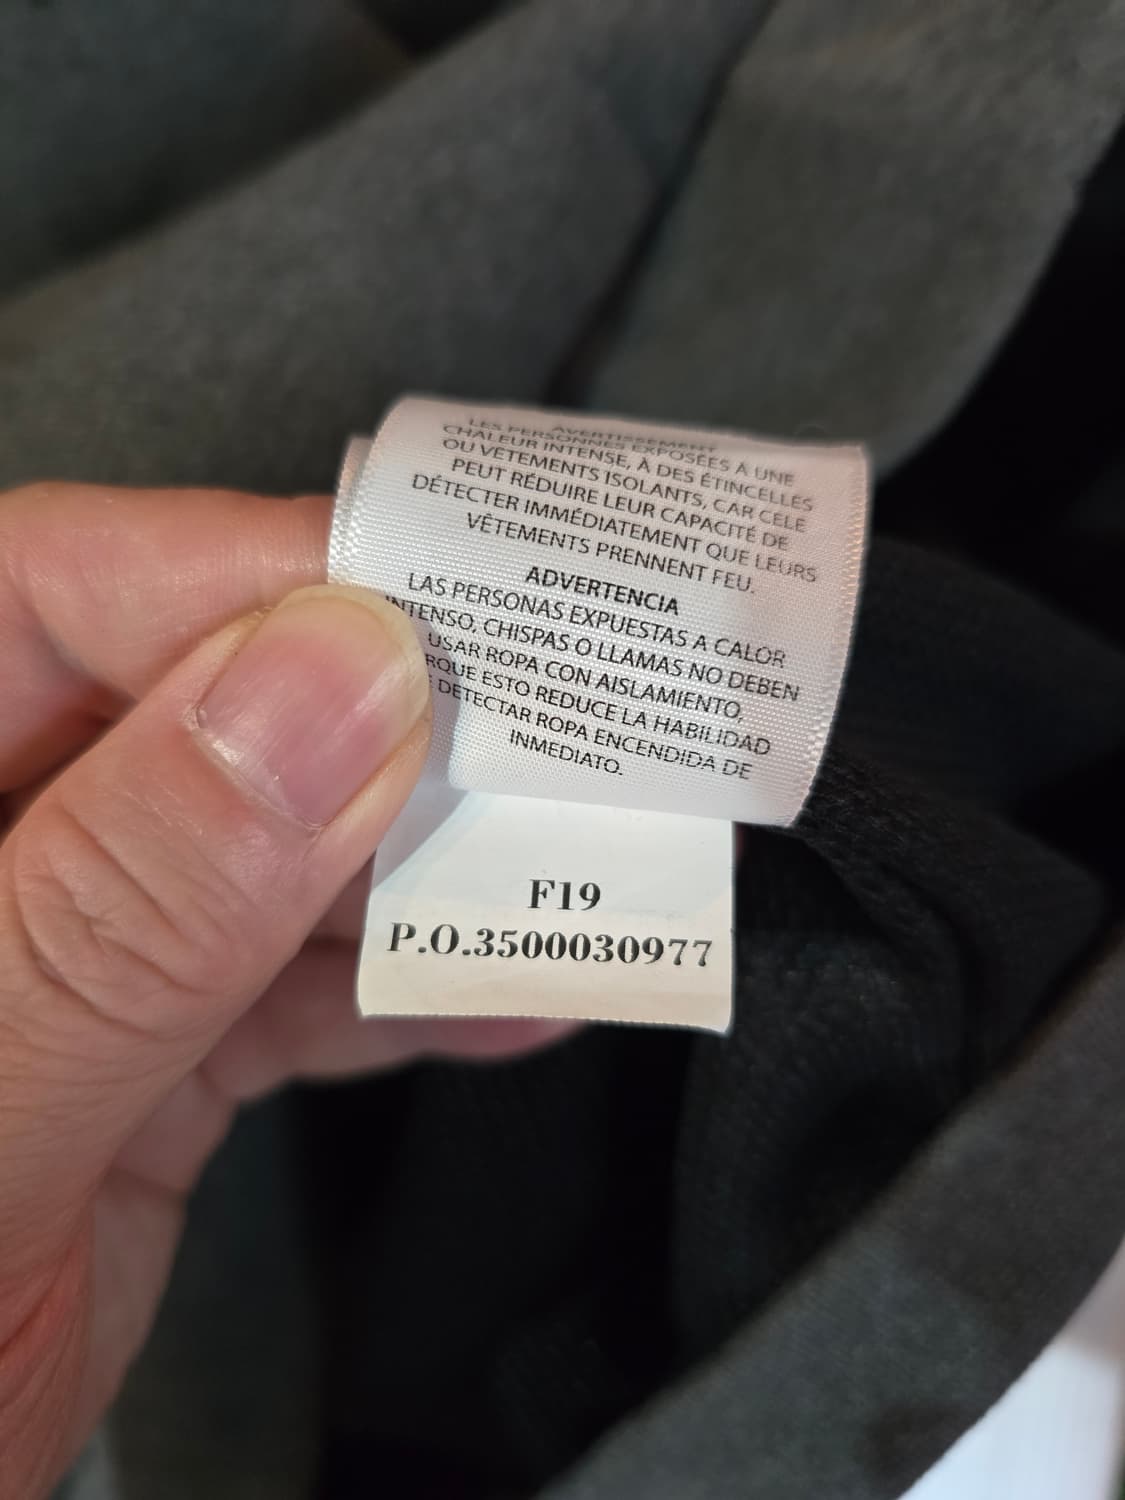 AVERTISSEMENT
LES PERSONNES EXPOSÉES À UNE
CHALEUR INTENSE, À DES ÉTINCELLES
OU VETEMENTS ISOLANTS, CAR CELE
PEUT RÉDUIRE LEUR CAPACITÉ DE
DÉTECTER IMMÉDIATEMENT QUE LEURS
VÊTEMENTS PRENNENT FEU.
ADVERTENCIA
LAS PERSONAS EXPUESTAS A CALOR
INTENSO, CHISPAS O LLAMAS NO DEBEN
USAR ROPA CON AISLAMIENTO,
RQUE ESTO REDUCE LA HABILIDAD
DETECTAR ROPA ENCENDIDA DE
INMEDIATO.
F19
P.O.3500030977